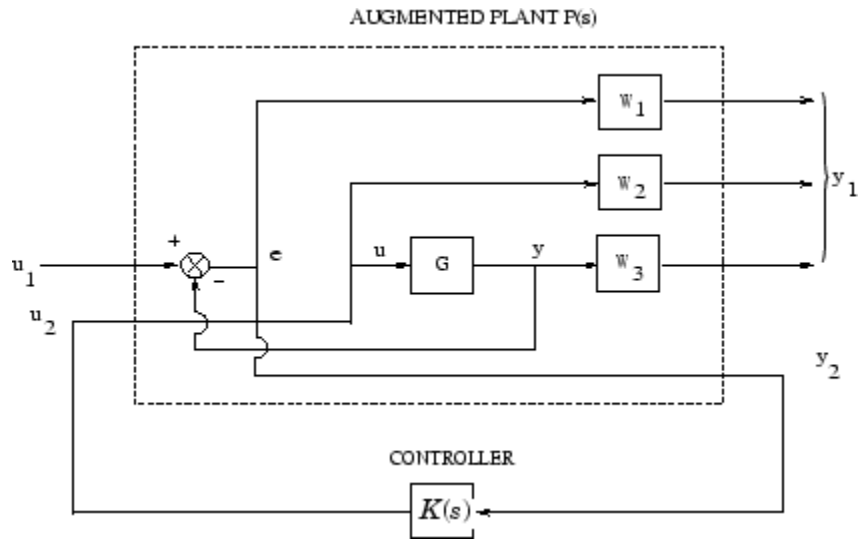 AUGMENTED PLANT P(s)
W1
W2
y1
+
u1
−
e
u
G
y
W3
u2
y2
CONTROLLER
K(s)